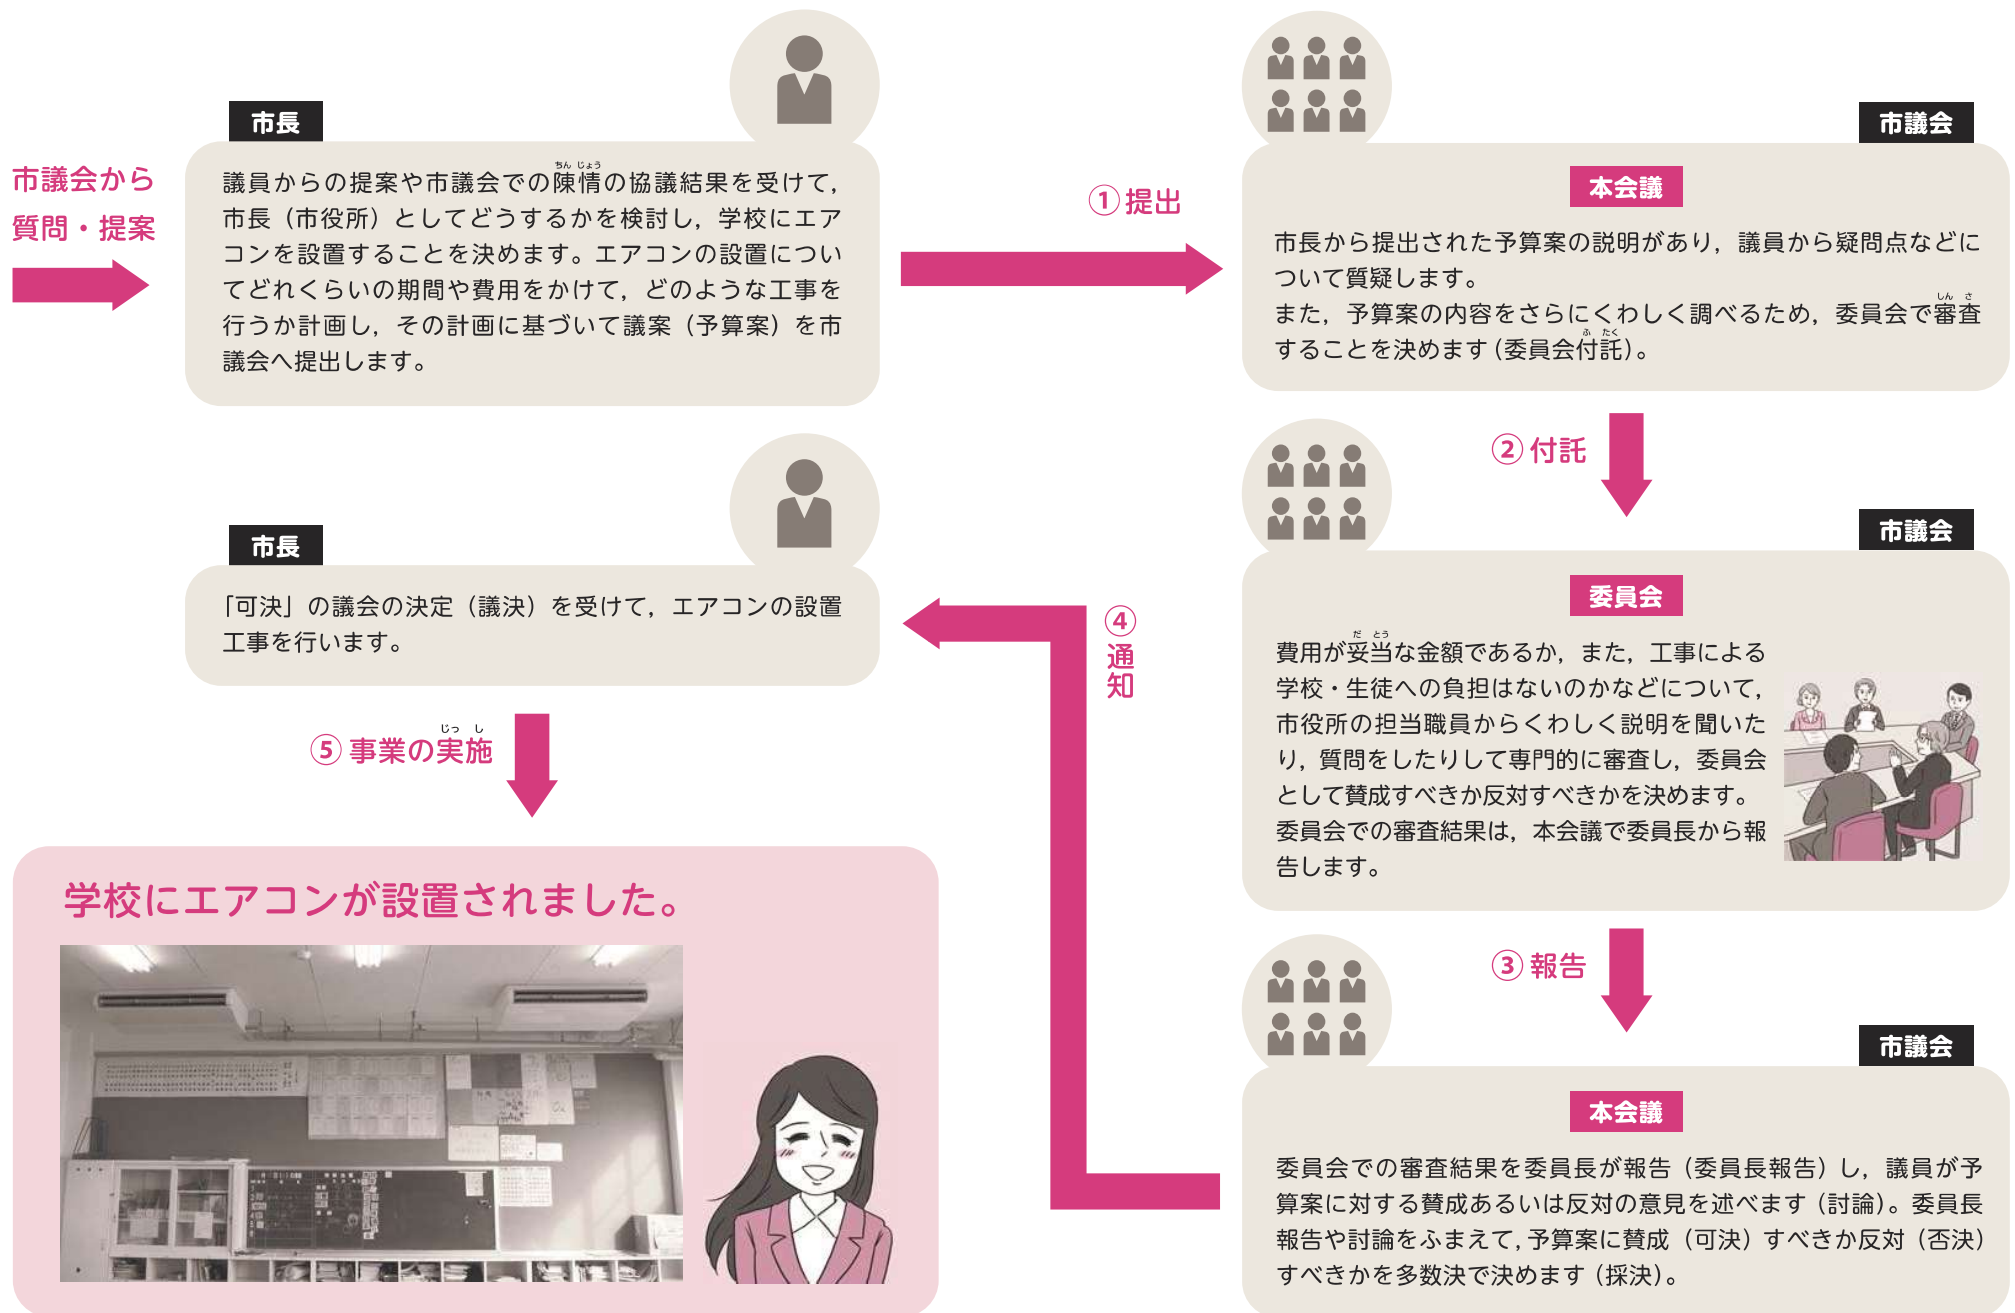 市議会から
質問・提案
市長
議員からの提案や市議会での陳情の協議結果を受けて，
ちん じょう
市長（市役所）としてどうするかを検討し，学校にエア
コンを設置することを決めます。エアコンの設置につい
てどれくらいの期間や費用をかけて，どのような工事を
行うか計画し，その計画に基づいて議案（予算案）を市
議会へ提出します。
①提出
市議会
本会議
市長から提出された予算案の説明があり，議員から疑問点などに
ついて質疑します。
また，予算案の内容をさらにくわしく調べるため，委員会で審査
しん さ
することを決めます（委員会付託）。
ふ たく
②付託
市議会
委員会
費用が妥当な金額であるか，また，工事による
だ とう
学校・生徒への負担はないのかなどについて，
市役所の担当職員からくわしく説明を聞いた
り，質問をしたりして専門的に審査し，委員会
として賛成すべきか反対すべきかを決めます。
委員会での審査結果は，本会議で委員長から報
告します。
③報告
市議会
本会議
委員会での審査結果を委員長が報告（委員長報告）し，議員が予
算案に対する賛成あるいは反対の意見を述べます（討論）。委員長
報告や討論をふまえて，予算案に賛成（可決）すべきか反対（否決）
すべきかを多数決で決めます（採決）。
④通知
市長
「可決」の議会の決定（議決）を受けて，エアコンの設置
工事を行います。
⑤事業の実施
じっ し
学校にエアコンが設置されました。